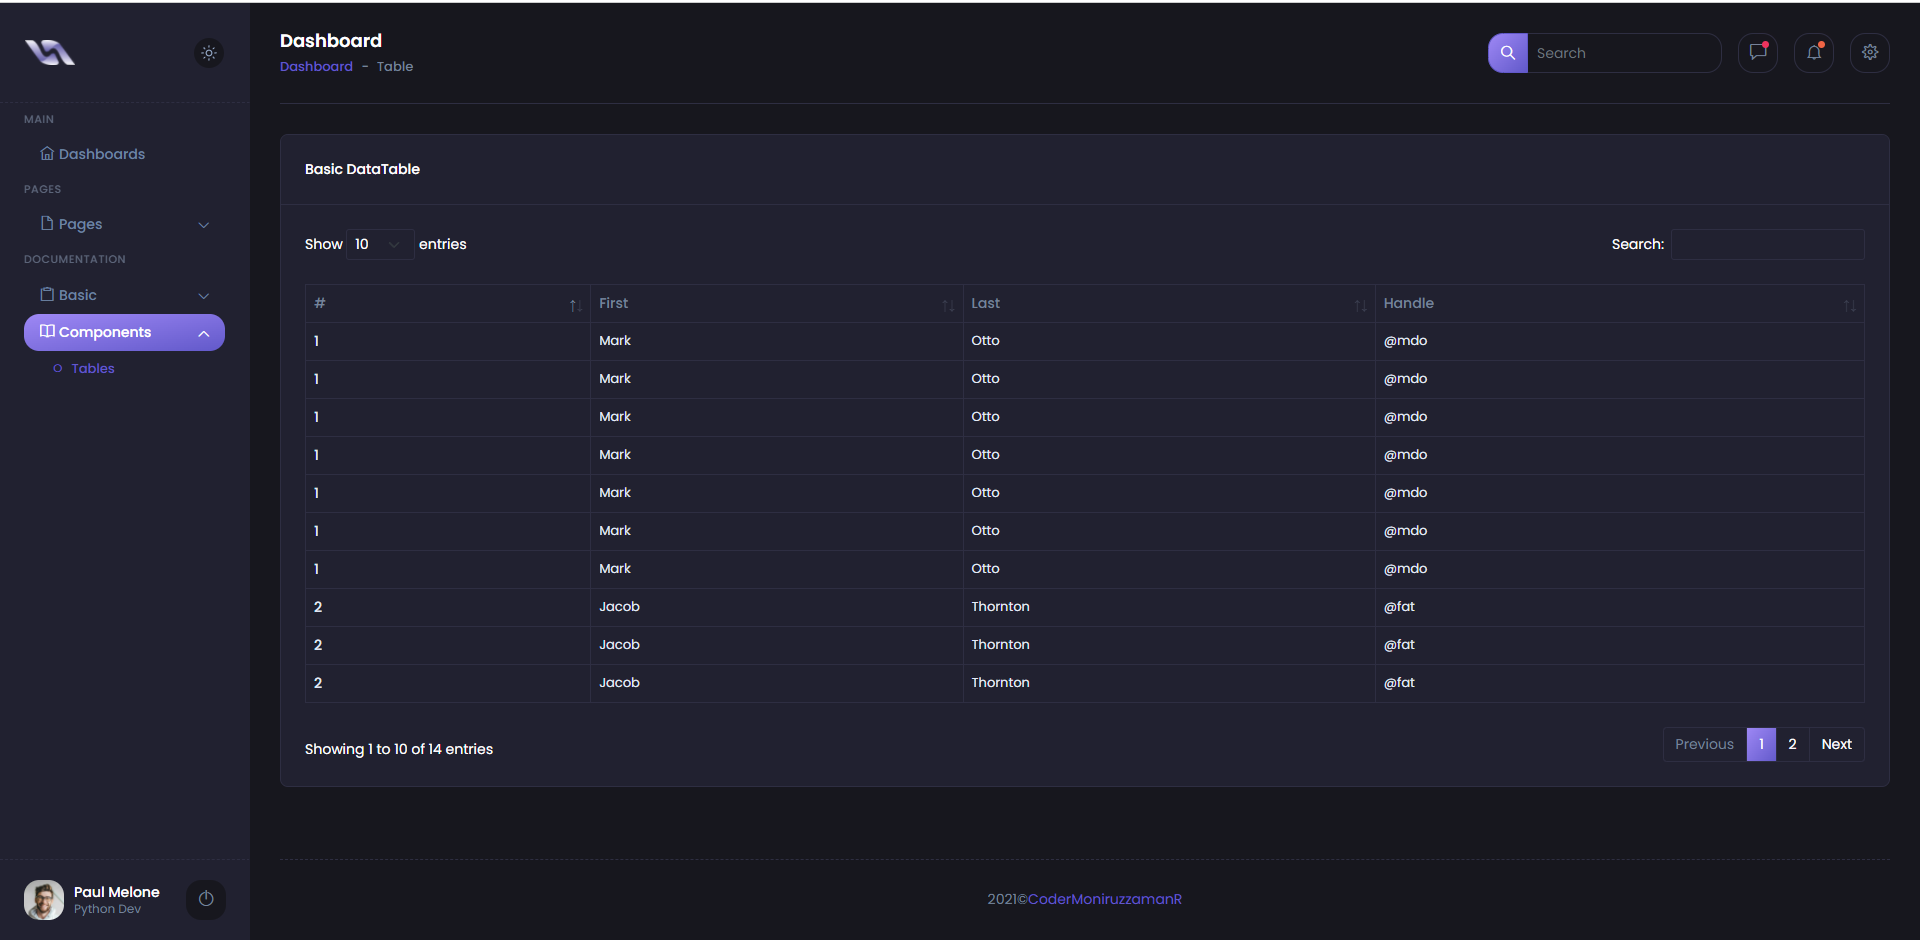 Dashboard
Dashboard - Table
Search
MAIN
Dashboards
PAGES
Pages
DOCUMENTATION
Basic
Components
Tables
Paul Melone
Python Dev
Basic DataTable
Show 10 entries
Search:
# First Last Handle
1 Mark Otto @mdo
1 Mark Otto @mdo
1 Mark Otto @mdo
1 Mark Otto @mdo
1 Mark Otto @mdo
1 Mark Otto @mdo
1 Mark Otto @mdo
2 Jacob Thornton @fat
2 Jacob Thornton @fat
2 Jacob Thornton @fat
Showing 1 to 10 of 14 entries
Previous 1 2 Next
2021©CoderMoniruzzamanR